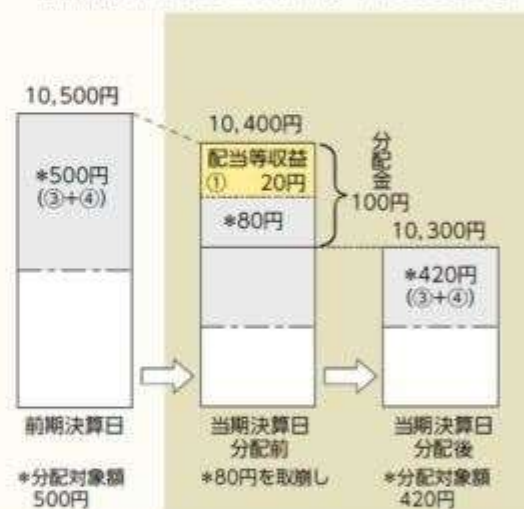 10,500円
*500円
(③+④)
10,400円
配当等収益
① 20円
*80円
分配金
100円
10,300円
*420円
(③+④)
前期決算日
当期決算日
分配前
当期決算日
分配後
*分配対象額
500円
*80円を取崩し
*分配対象額
420円